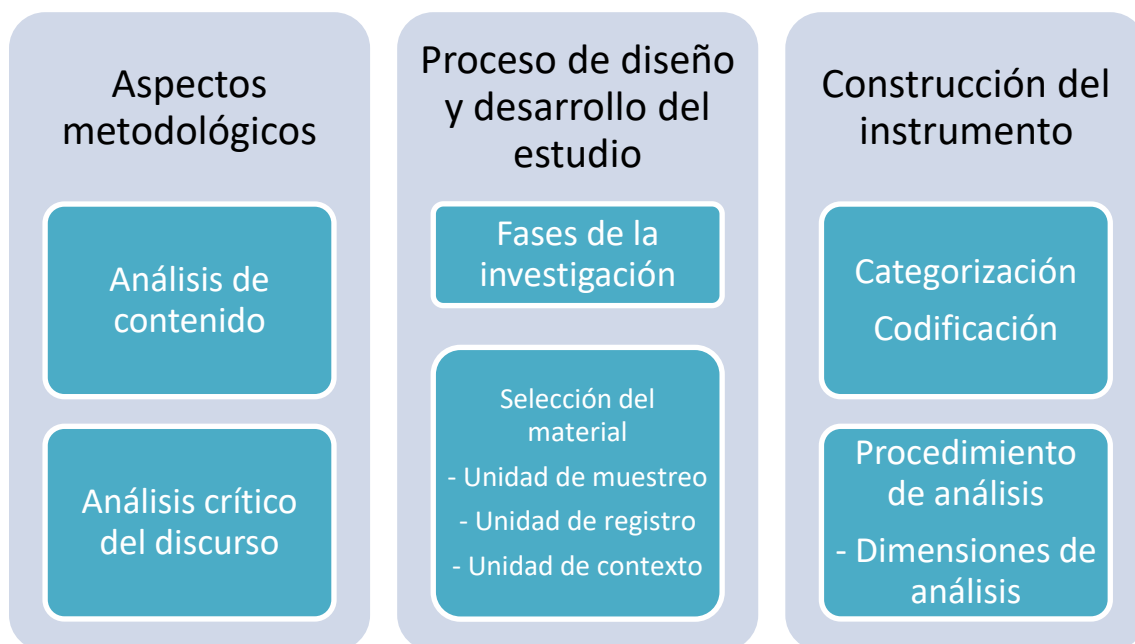 Aspectos
metodológicos
Análisis de
contenido
Análisis crítico
del discurso
Proceso de diseño
y desarrollo del
estudio
Fases de la
investigación
Selección del
material
- Unidad de muestreo
- Unidad de registro
- Unidad de contexto
Construcción del
instrumento
Categorización
Codificación
Procedimiento
de análisis
- Dimensiones de
análisis